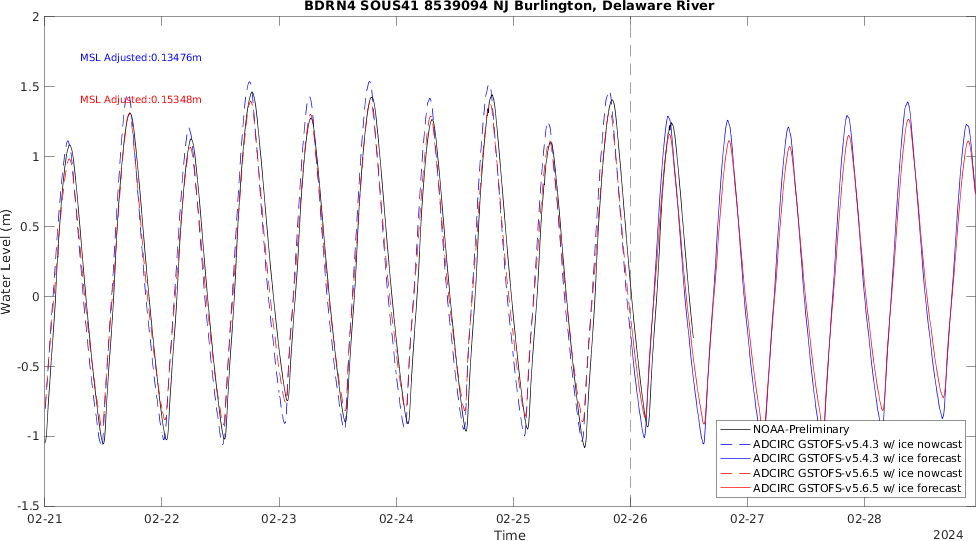 BDRN4 SOUS41 8539094 NJ Burlington, Delaware River
2
1.5
1
0.5
0
-0.5
-1
-1.5
Water Level (m)
MSL Adjusted:0.13476m
MSL Adjusted:0.15348m
NOAA-Preliminary
ADCIRC GSTOFS-v5.4.3 w/ ice nowcast
ADCIRC GSTOFS-v5.4.3 w/ ice forecast
ADCIRC GSTOFS-v5.6.5 w/ ice nowcast
ADCIRC GSTOFS-v5.6.5 w/ ice forecast
02-21 02-22 02-23 02-24 02-25 02-26 02-27 02-28
Time
2024